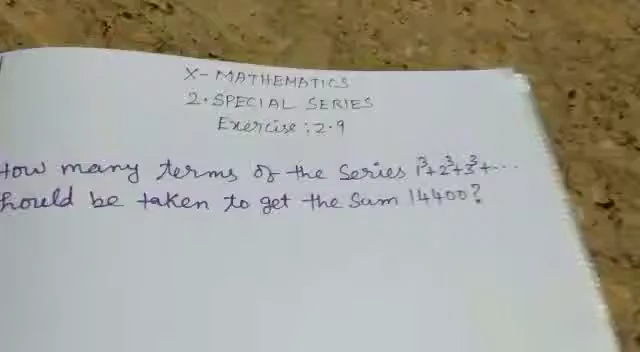 X-MATHEMATICS
2.SPECIAL SERIES
Exercise:2.9
How many terms of the series 1³+2³+3³+...
hould be taken to get the sum 14400?